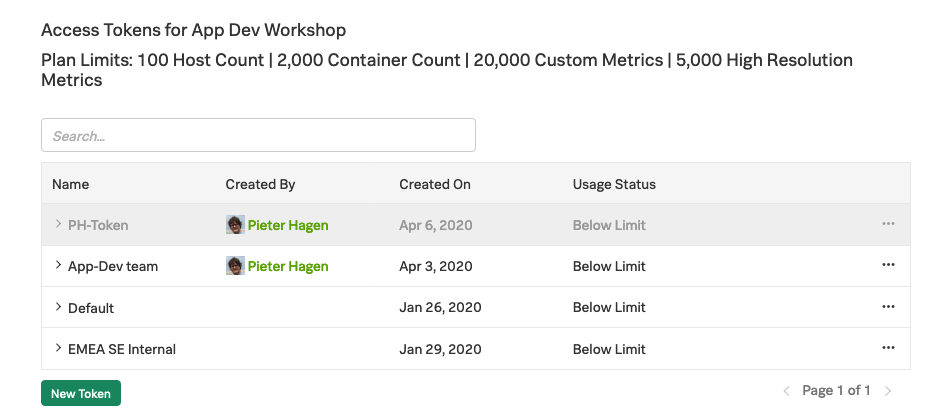 Access Tokens for App Dev Workshop
Plan Limits: 100 Host Count | 2,000 Container Count | 20,000 Custom Metrics | 5,000 High Resolution
Metrics
Search...
Name Created By Created On Usage Status
PH-Token Pieter Hagen Apr 6, 2020 Below Limit
App-Dev team Pieter Hagen Apr 3, 2020 Below Limit
Default Jan 26, 2020 Below Limit
EMEA SE Internal Jan 29, 2020 Below Limit
New Token Page 1 of 1